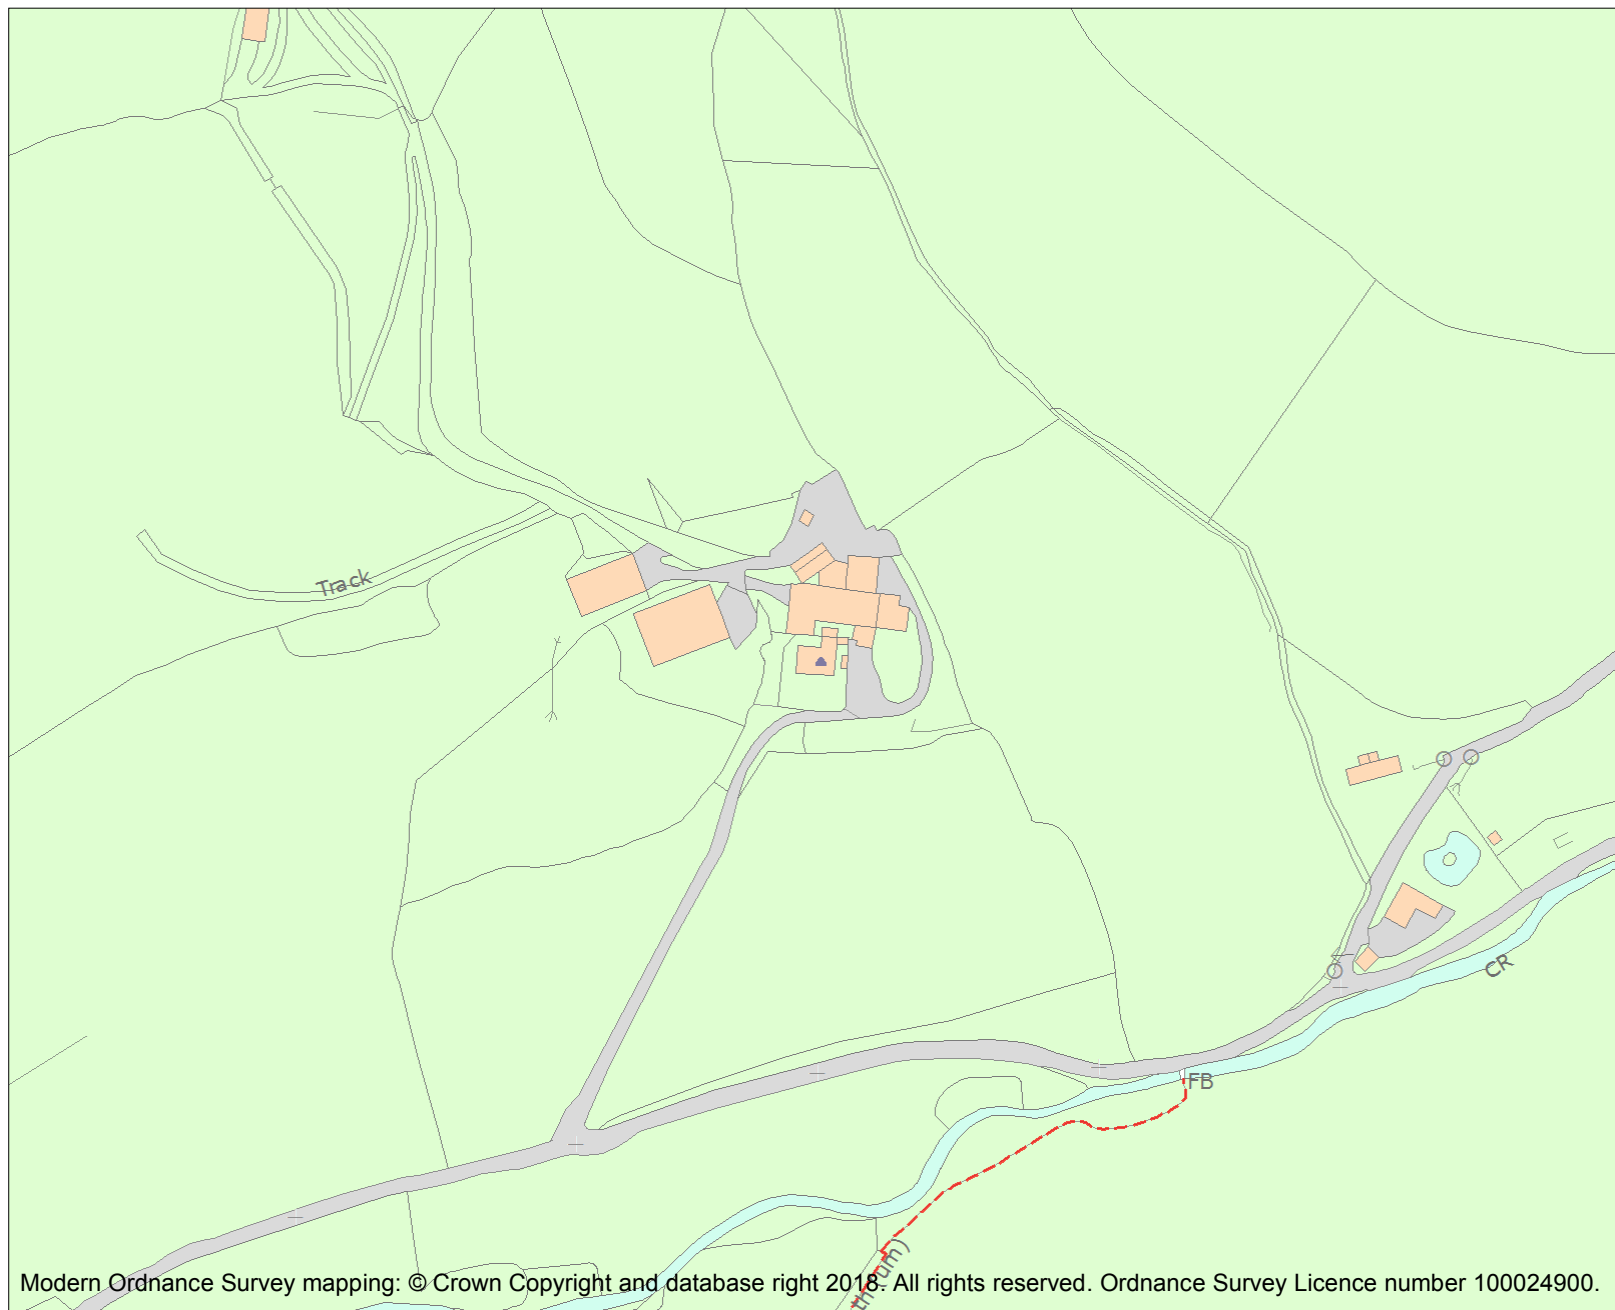 Track
CR
FB
Modern Ordnance Survey mapping: © Crown Copyright and database right 2018. All rights reserved. Ordnance Survey Licence number 100024900.